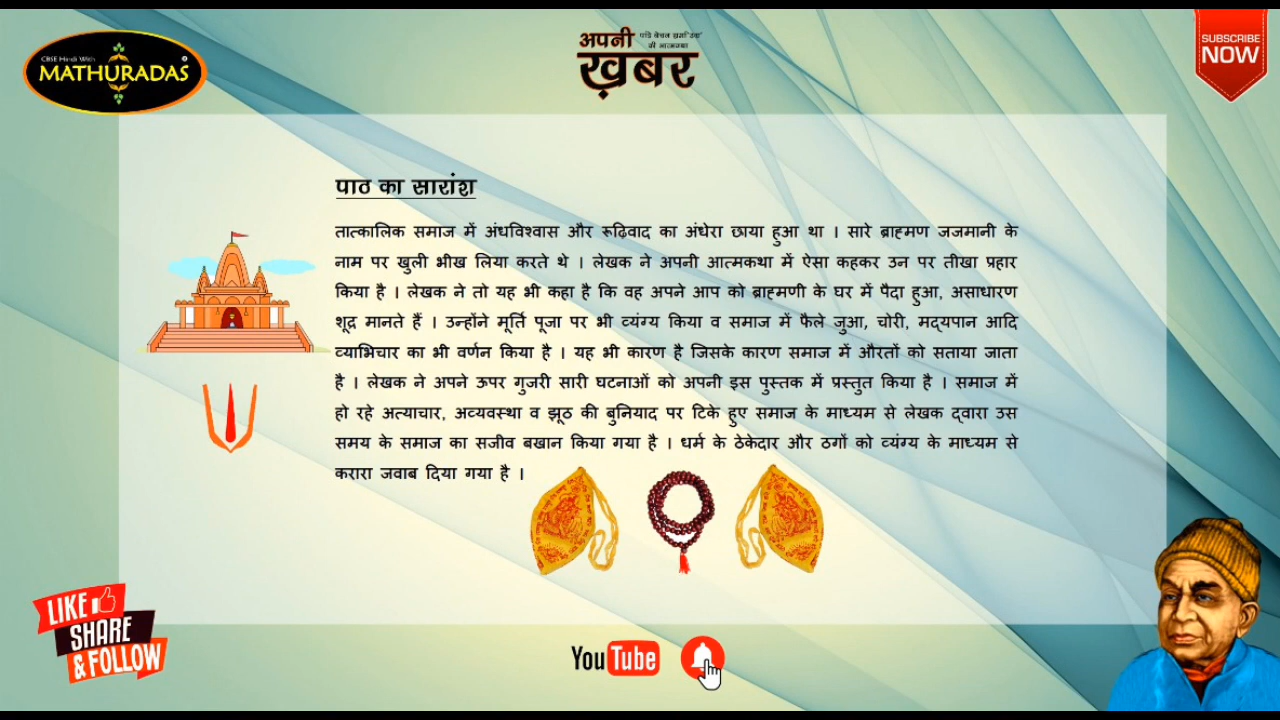 CBSE Hindi With
MATHURADAS
अपनी
की आत्मकथा
ख़बर
SUBSCRIBE
NOW
पाठ का सारांश
तात्कालिक समाज में अंधविश्वास और रूढ़िवाद का अंधेरा छाया हुआ था । सारे ब्राह्मण जजमानी के
नाम पर खुली भीख लिया करते थे । लेखक ने अपनी आत्मकथा में ऐसा कहकर उन पर तीखा प्रहार
किया है । लेखक ने तो यह भी कहा है कि वह अपने आप को ब्राह्मणी के घर में पैदा हुआ, असाधारण
शूद्र मानते हैं । उन्होंने मूर्ति पूजा पर भी व्यंग्य किया व समाज में फैले जुआ, चोरी, मद्यपान आदि
व्याभिचार का भी वर्णन किया है । यह भी कारण है जिसके कारण समाज में औरतों को सताया जाता
है । लेखक ने अपने ऊपर गुजरी सारी घटनाओं को अपनी इस पुस्तक में प्रस्तुत किया है । समाज में
हो रहे अत्याचार, अव्यवस्था व झूठ की बुनियाद पर टिके हुए समाज के माध्यम से लेखक द्वारा उस
समय के समाज का सजीव बखान किया गया है । धर्म के ठेकेदार और ठगों को व्यंग्य के माध्यम से
करारा जवाब दिया गया है ।
LIKE
SHARE
& FOLLOW
YouTube